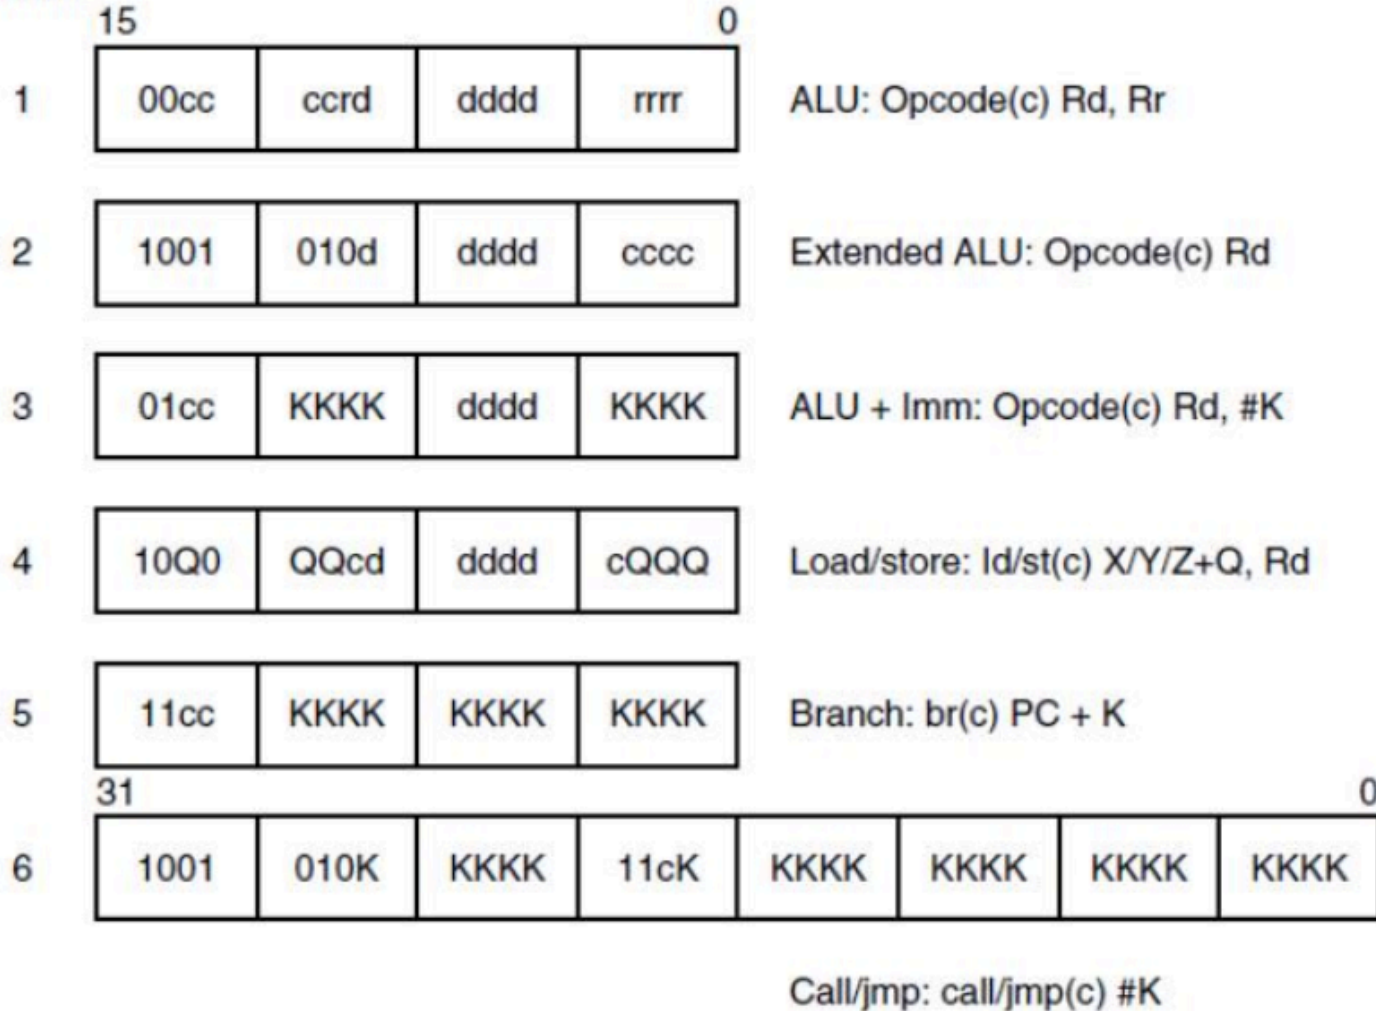 15 0
1 00cc ccrd dddd rrrr ALU: Opcode(c) Rd, Rr
2 1001 010d dddd cccc Extended ALU: Opcode(c) Rd
3 01cc KKKK dddd KKKK ALU + Imm: Opcode(c) Rd, #K
4 10Q0 QQcd dddd cQQQ Load/store: ld/st(c) X/Y/Z+Q, Rd
5 11cc KKKK KKKK KKKK Branch: br(c) PC + K
31 0
6 1001 010K KKKK 11cK KKKK KKKK KKKK KKKK
Call/jmp: call/jmp(c) #K